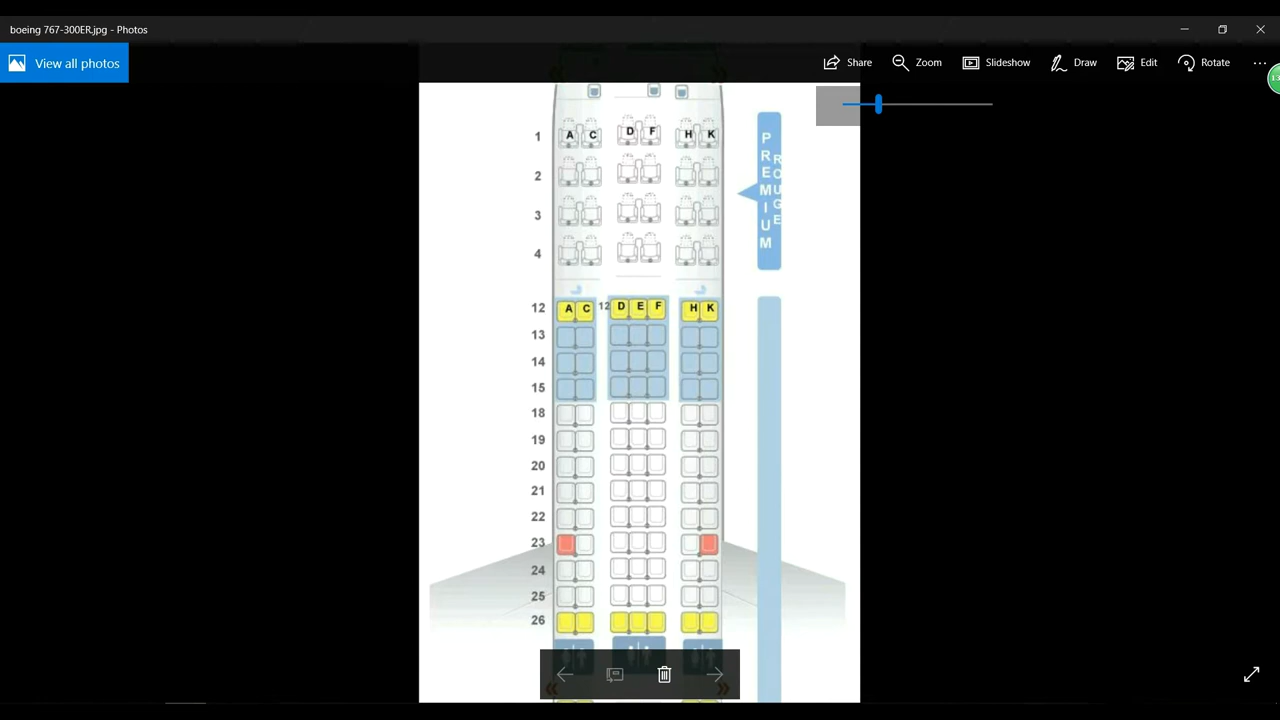 boeing 767-300ER.jpg - Photos
View all photos
Share
Zoom
Slideshow
Draw
Edit
Rotate
13
1
A C
D F
H K
2
3
4
PREMIUM
ROUGE
12
A C
12
D E F
H K
13
14
15
18
19
20
21
22
23
24
25
26